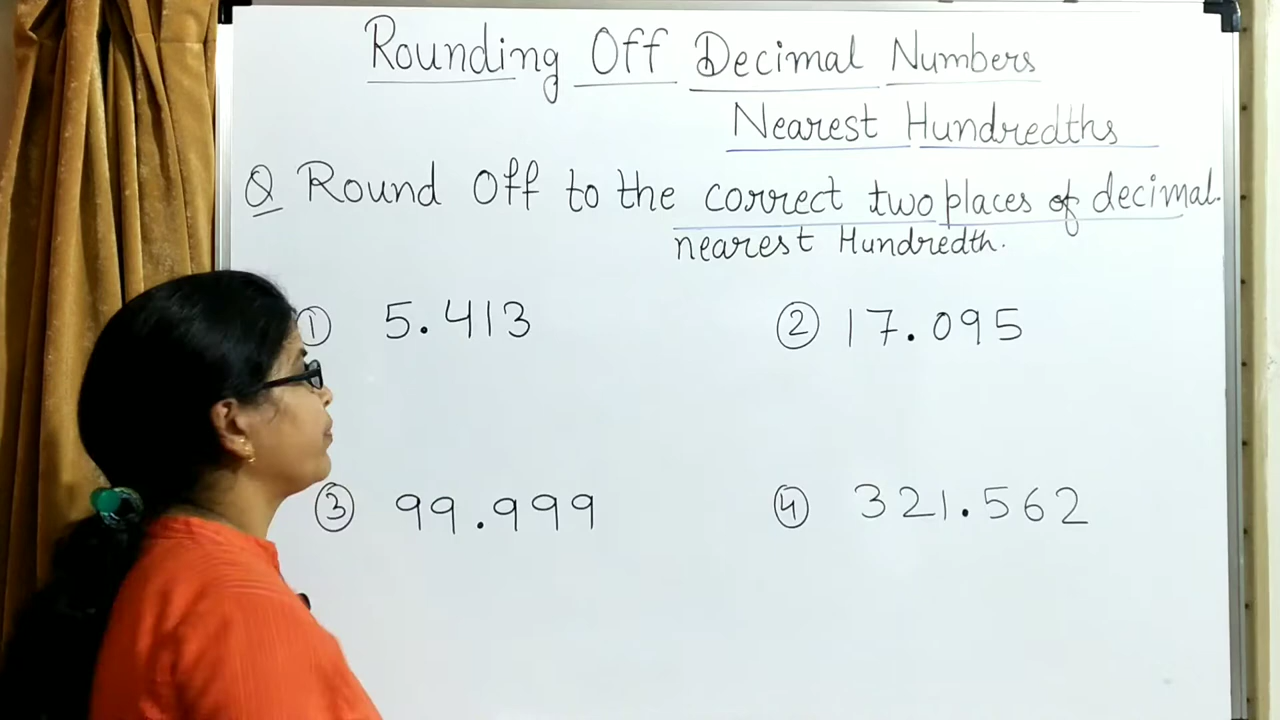 Rounding Off Decimal Numbers
Nearest Hundredths
Q Round Off to the correct two places of decimal.
nearest Hundredth.
① 5.413
② 17.095
③ 99.999
④ 321.562